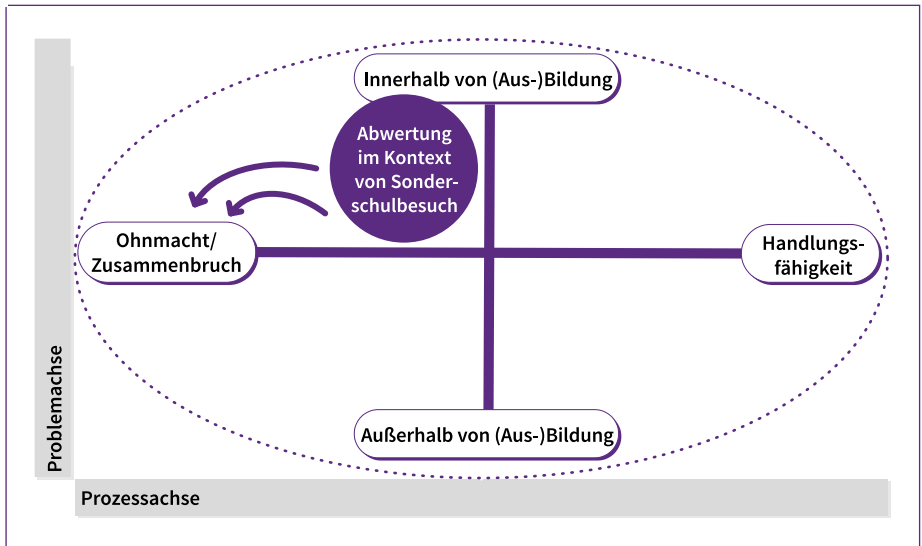 Innerhalb von (Aus-)Bildung
Abwertung
im Kontext
von Sonder-
schulbesuch
Ohnmacht/
Zusammenbruch
Handlungs-
fähigkeit
Außerhalb von (Aus-)Bildung
Problemachse
Prozessachse